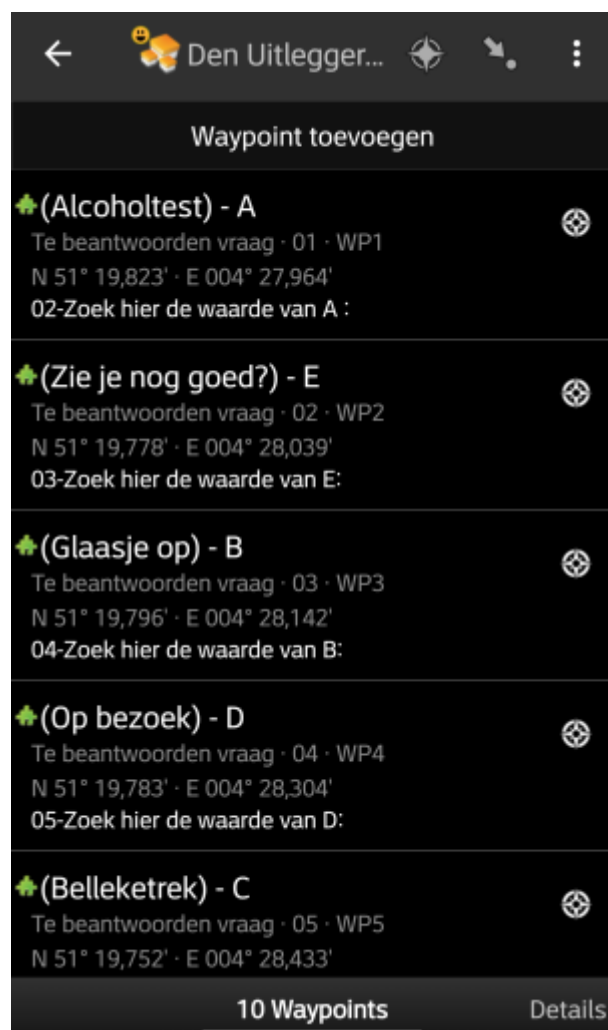 Den Uitlegger...
Waypoint toevoegen
(Alcoholtest) - A
Te beantwoorden vraag · 01 · WP1
N 51° 19,823' · E 004° 27,964'
02-Zoek hier de waarde van A :
(Zie je nog goed?) - E
Te beantwoorden vraag · 02 · WP2
N 51° 19,778' · E 004° 28,039'
03-Zoek hier de waarde van E:
(Glaasje op) - B
Te beantwoorden vraag · 03 · WP3
N 51° 19,796' · E 004° 28,142'
04-Zoek hier de waarde van B:
(Op bezoek) - D
Te beantwoorden vraag · 04 · WP4
N 51° 19,783' · E 004° 28,304'
05-Zoek hier de waarde van D:
(Belleketrek) - C
Te beantwoorden vraag · 05 · WP5
N 51° 19,752' · E 004° 28,433'
10 Waypoints Details